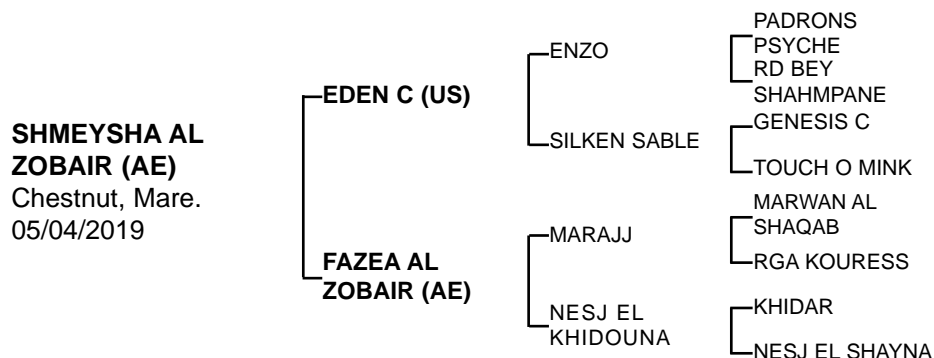 SHMEYSHA AL
ZOBAIR (AE)
Chestnut, Mare.
05/04/2019
EDEN C (US)
FAZEA AL
ZOBAIR (AE)
ENZO
SILKEN SABLE
MARAJJ
NESJ EL
KHIDOUNA
PADRONS
PSYCHE
RD BEY
SHAHMPANE
GENESIS C
TOUCH O MINK
MARWAN AL
SHAQAB
RGA KOURESS
KHIDAR
NESJ EL SHAYNA